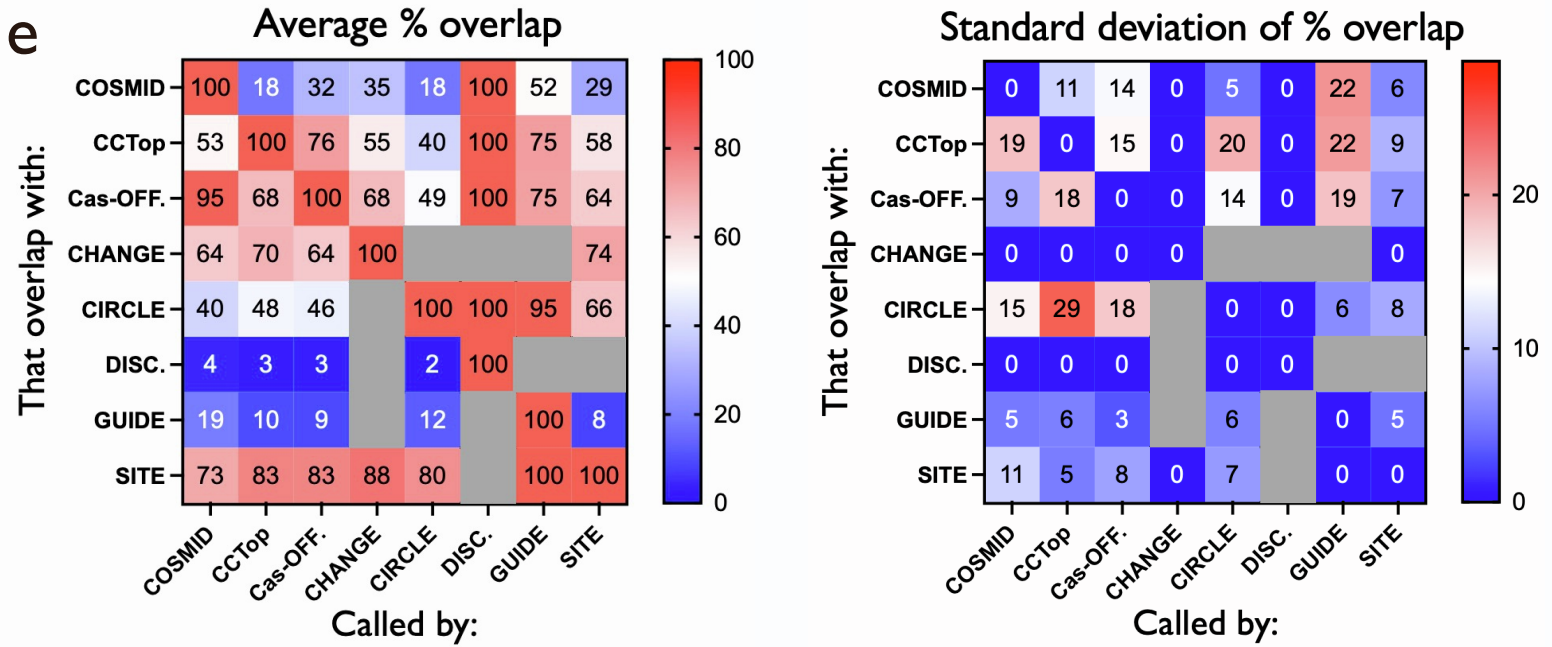 e
Average % overlap
That overlap with:
COSMID 100 18 32 35 18 100 52 29
CCTop 53 100 76 55 40 100 75 58
Cas-OFF. 95 68 100 68 49 100 75 64
CHANGE 64 70 64 100 74
CIRCLE 40 48 46 100 100 95 66
DISC. 4 3 3 2 100
GUIDE 19 10 9 12 100 8
SITE 73 83 83 88 80 100 100
COSMID CCTop Cas-OFF. CHANGE CIRCLE DISC. GUIDE SITE
Called by:
100
80
60
40
20
0
Standard deviation of % overlap
That overlap with:
COSMID 0 11 14 0 5 0 22 6
CCTop 19 0 15 0 20 0 22 9
Cas-OFF. 9 18 0 0 14 0 19 7
CHANGE 0 0 0 0 0
CIRCLE 15 29 18 0 0 6 8
DISC. 0 0 0 0 0
GUIDE 5 6 3 6 0 5
SITE 11 5 8 0 7 0 0
COSMID CCTop Cas-OFF. CHANGE CIRCLE DISC. GUIDE SITE
Called by:
20
10
0